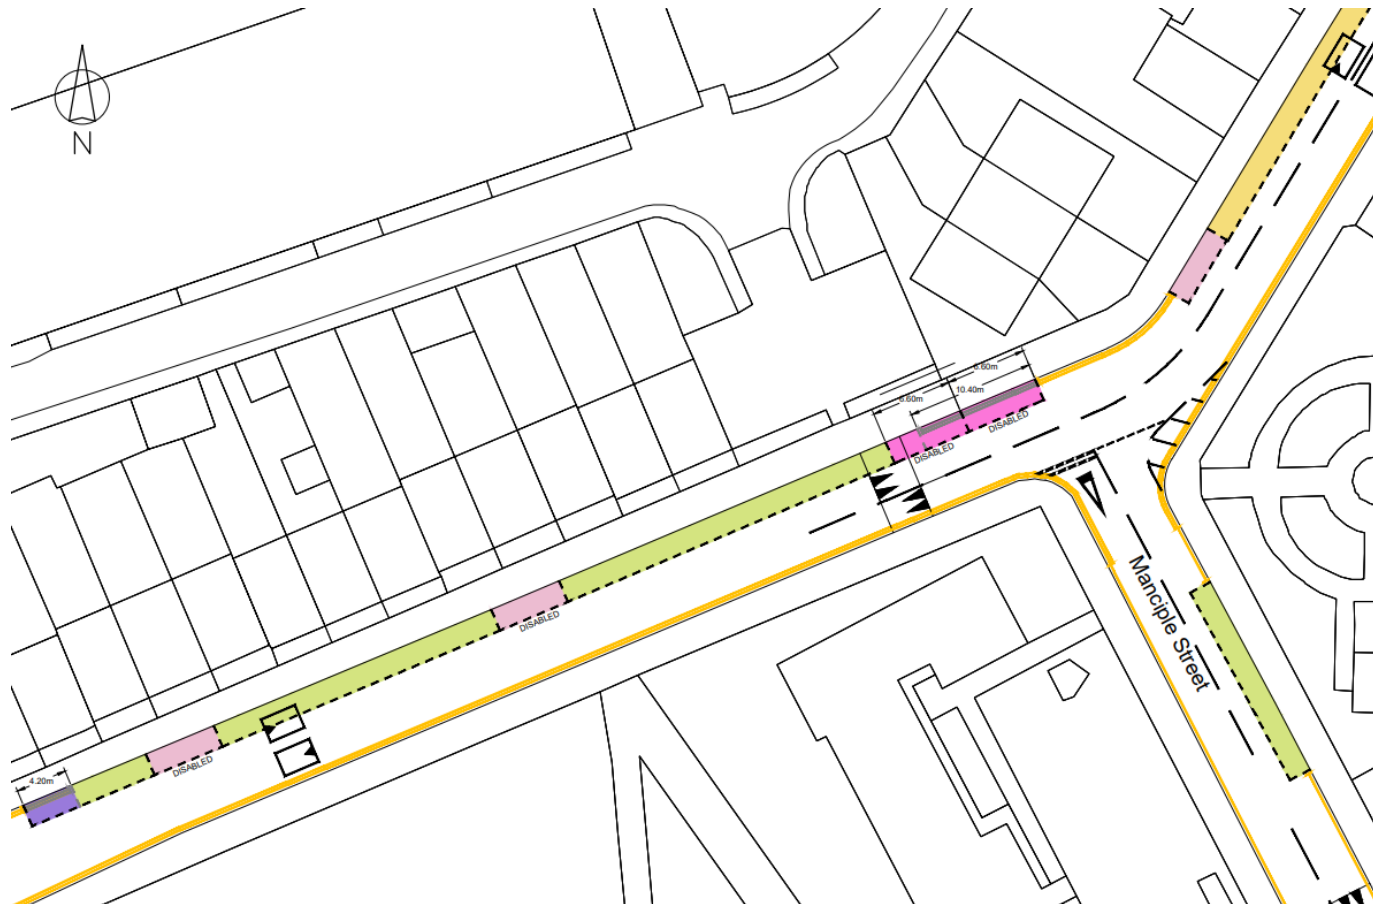 N
6.60m
10.40m
6.60m
DISABLED
DISABLED
DISABLED
DISABLED
4.20m
Manciple Street